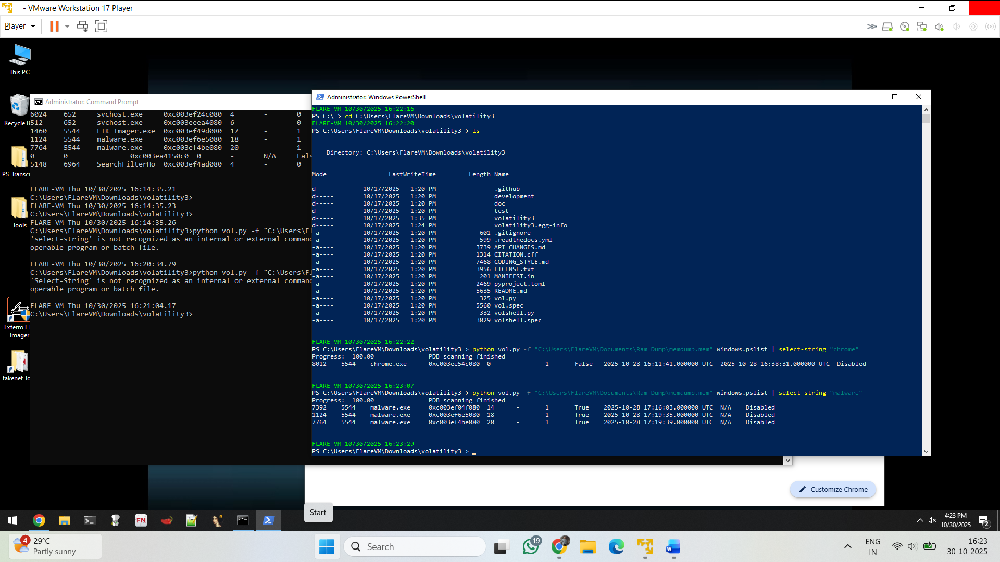 - VMware Workstation 17 Player
Player
This PC
Recycle B
PS_Transcr
Tools
Exterro FT
Imager
fakenet_lo
Administrator: Command Prompt
6024 652 svchost.exe 0xc003ef24c080 4 - 0
512 652 svchost.exe 0xc003eeea4080 6 - 0
1460 5544 FTK Imager.exe 0xc003ef49d080 17 - 1
1124 5544 malware.exe 0xc003ef6e5080 18 - 1
7764 5544 malware.exe 0xc003ef4be080 20 - 1
0 0 0xc003ea4150c0 0 - N/A Fals
5148 6964 SearchFilterHo 0xc003ef4ad080 4 - 0
FLARE-VM Thu 10/30/2025 16:14:35.21
C:\Users\FlareVM\Downloads\volatility3>
FLARE-VM Thu 10/30/2025 16:14:35.23
C:\Users\FlareVM\Downloads\volatility3>
FLARE-VM Thu 10/30/2025 16:14:35.26
C:\Users\FlareVM\Downloads\volatility3>python vol.py -f "C:\Users\Fl
'select-string' is not recognized as an internal or external command
operable program or batch file.
FLARE-VM Thu 10/30/2025 16:20:34.79
C:\Users\FlareVM\Downloads\volatility3>python vol.py -f "C:\Users\Fl
'Select-String' is not recognized as an internal or external command
operable program or batch file.
FLARE-VM Thu 10/30/2025 16:21:04.17
C:\Users\FlareVM\Downloads\volatility3>
Administrator: Windows PowerShell
FLARE-VM 10/30/2025 16:22:16
PS C:\ > cd C:\Users\FlareVM\Downloads\volatility3
FLARE-VM 10/30/2025 16:22:20
PS C:\Users\FlareVM\Downloads\volatility3 > ls
Directory: C:\Users\FlareVM\Downloads\volatility3
Mode LastWriteTime Length Name
---- ------------- ------ ----
d----- 10/17/2025 1:20 PM .github
d----- 10/17/2025 1:20 PM development
d----- 10/17/2025 1:20 PM doc
d----- 10/17/2025 1:20 PM test
d----- 10/17/2025 1:35 PM volatility3
d----- 10/17/2025 1:24 PM volatility3.egg-info
-a---- 10/17/2025 1:20 PM 601 .gitignore
-a---- 10/17/2025 1:20 PM 599 .readthedocs.yml
-a---- 10/17/2025 1:20 PM 3739 API_CHANGES.md
-a---- 10/17/2025 1:20 PM 1314 CITATION.cff
-a---- 10/17/2025 1:20 PM 7468 CODING_STYLE.md
-a---- 10/17/2025 1:20 PM 3956 LICENSE.txt
-a---- 10/17/2025 1:20 PM 201 MANIFEST.in
-a---- 10/17/2025 1:20 PM 2469 pyproject.toml
-a---- 10/17/2025 1:20 PM 5635 README.md
-a---- 10/17/2025 1:20 PM 325 vol.py
-a---- 10/17/2025 1:20 PM 5560 vol.spec
-a---- 10/17/2025 1:20 PM 332 volshell.py
-a---- 10/17/2025 1:20 PM 3029 volshell.spec
FLARE-VM 10/30/2025 16:22:22
PS C:\Users\FlareVM\Downloads\volatility3 > python vol.py -f "C:\Users\FlareVM\Documents\Ram Dump\memdump.mem" windows.pslist | select-string "chrome"
Progress: 100.00 PDB scanning finished
8012 5544 chrome.exe 0xc003ee54c080 0 - 1 False 2025-10-28 16:11:41.000000 UTC 2025-10-28 16:38:31.000000 UTC Disabled
FLARE-VM 10/30/2025 16:23:07
PS C:\Users\FlareVM\Downloads\volatility3 > python vol.py -f "C:\Users\FlareVM\Documents\Ram Dump\memdump.mem" windows.pslist | select-string "malware"
Progress: 100.00 PDB scanning finished
7392 5544 malware.exe 0xc003ef04f080 14 - 1 True 2025-10-28 17:16:03.000000 UTC N/A Disabled
1124 5544 malware.exe 0xc003ef6e5080 18 - 1 True 2025-10-28 17:19:35.000000 UTC N/A Disabled
7764 5544 malware.exe 0xc003ef4be080 20 - 1 True 2025-10-28 17:19:39.000000 UTC N/A Disabled
FLARE-VM 10/30/2025 16:23:29
PS C:\Users\FlareVM\Downloads\volatility3 >
Customize Chrome
Start
FN
4:23 PM
10/30/2025
2
4
29°C
Partly sunny
Search
19
W
ENG
IN
16:23
30-10-2025